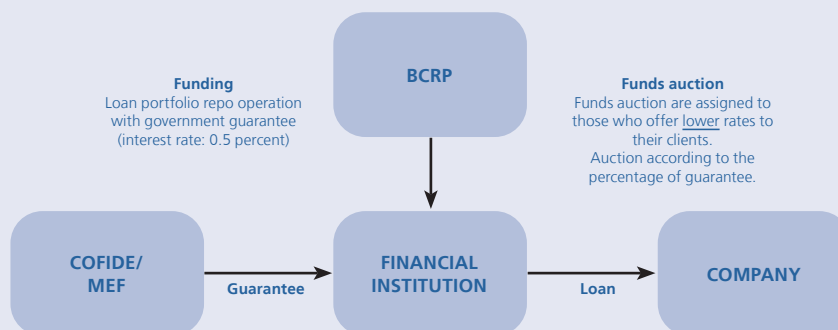 BCRP
Funding
Loan portfolio repo operation
with government guarantee
(interest rate: 0.5 percent)
Funds auction
Funds auction are assigned to
those who offer lower rates to
their clients.
Auction according to the
percentage of guarantee.
COFIDE/
MEF
Guarantee
FINANCIAL
INSTITUTION
Loan
COMPANY